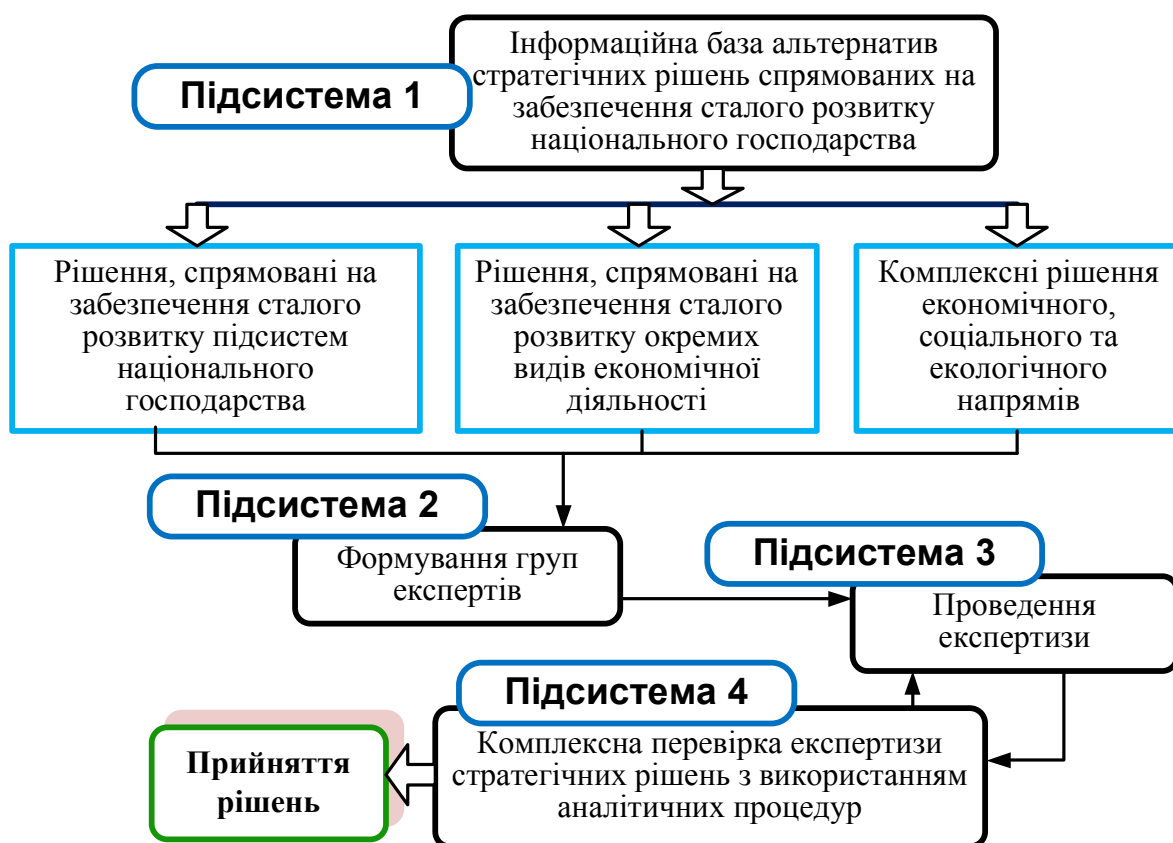 Підсистема 1
Інформаційна база альтернатив
стратегічних рішень спрямованих на
забезпечення сталого розвитку
національного господарства
Рішення, спрямовані на
забезпечення сталого
розвитку підсистем
національного
господарства
Рішення, спрямовані на
забезпечення сталого
розвитку окремих
видів економічної
діяльності
Комплексні рішення
економічного,
соціального та
екологічного
напрямів
Підсистема 2
Формування груп
експертів
Підсистема 3
Проведення
експертизи
Підсистема 4
Комплексна перевірка експертизи
стратегічних рішень з використанням
аналітичних процедур
Прийняття
рішень